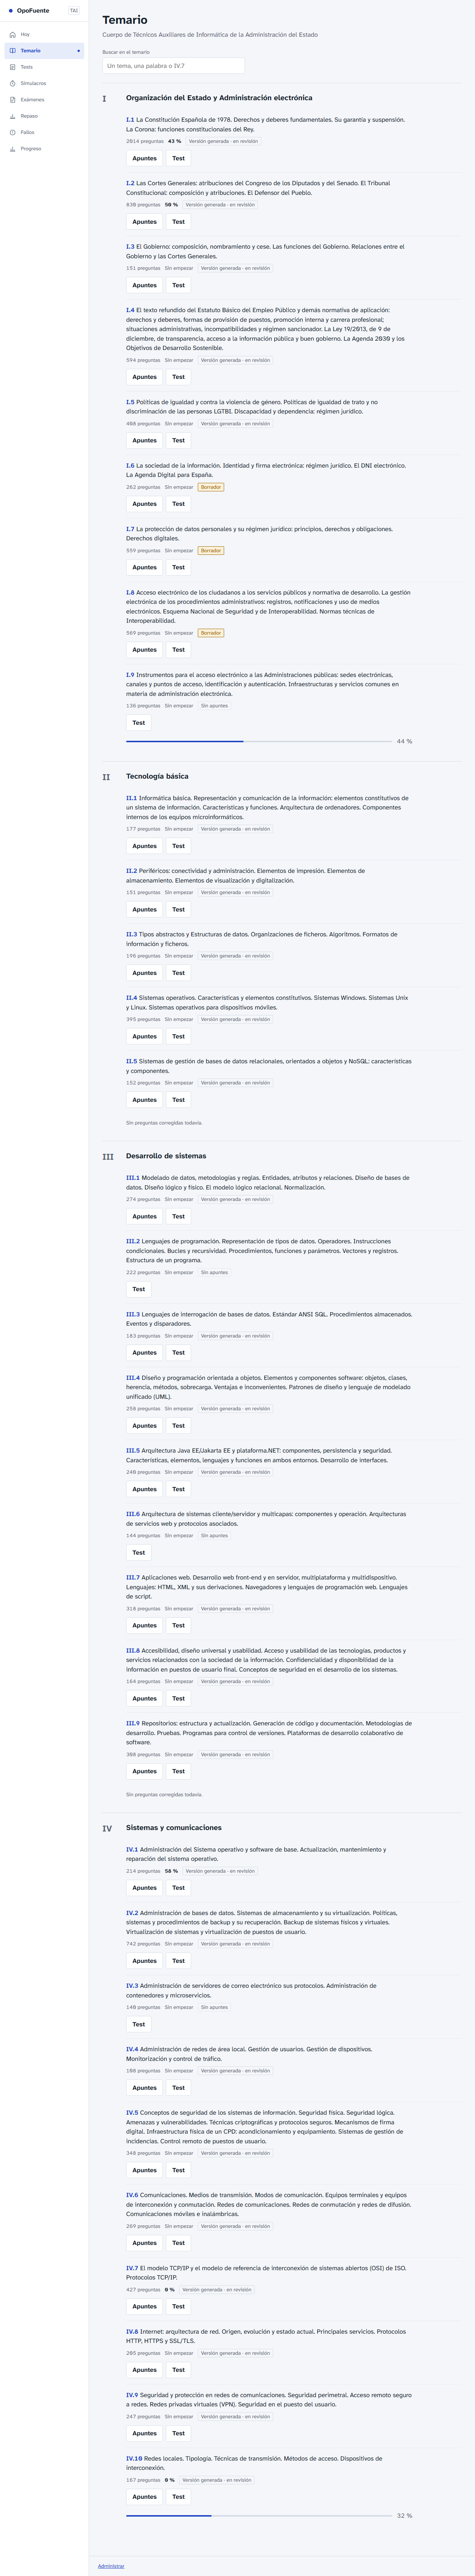 OpoFuente
TAI
Hoy
Temario
Tests
Simulacros
Exámenes
Repaso
Fallos
Progreso
Temario
Cuerpo de Técnicos Auxiliares de Informática de la Administración del Estado
Buscar en el temario
Un tema, una palabra o IV.7
I
Organización del Estado y Administración electrónica
I.1 La Constitución Española de 1978. Derechos y deberes fundamentales. Su garantía y suspensión.
La Corona: funciones constitucionales del Rey.
2014 preguntas 43 % Versión generada · en revisión
Apuntes Test
I.2 Las Cortes Generales: atribuciones del Congreso de los Diputados y del Senado. El Tribunal
Constitucional: composición y atribuciones. El Defensor del Pueblo.
830 preguntas 50 % Versión generada · en revisión
Apuntes Test
I.3 El Gobierno: composición, nombramiento y cese. Las funciones del Gobierno. Relaciones entre el
Gobierno y las Cortes Generales.
151 preguntas Sin empezar Versión generada · en revisión
Apuntes Test
I.4 El texto refundido del Estatuto Básico del Empleo Público y demás normativa de aplicación:
derechos y deberes, formas de provisión de puestos, promoción interna y carrera profesional;
situaciones administrativas, incompatibilidades y régimen sancionador. La Ley 19/2013, de 9 de
diciembre, de transparencia, acceso a la información pública y buen gobierno. La Agenda 2030 y los
Objetivos de Desarrollo Sostenible.
594 preguntas Sin empezar Versión generada · en revisión
Apuntes Test
I.5 Políticas de igualdad y contra la violencia de género. Políticas de igualdad de trato y no
discriminación de las personas LGTBI. Discapacidad y dependencia: régimen jurídico.
408 preguntas Sin empezar Versión generada · en revisión
Apuntes Test
I.6 La sociedad de la información. Identidad y firma electrónica: régimen jurídico. El DNI electrónico.
La Agenda Digital para España.
262 preguntas Sin empezar Borrador
Apuntes Test
I.7 La protección de datos personales y su régimen jurídico: principios, derechos y obligaciones.
Derechos digitales.
559 preguntas Sin empezar Borrador
Apuntes Test
I.8 Acceso electrónico de los ciudadanos a los servicios públicos y normativa de desarrollo. La gestión
electrónica de los procedimientos administrativos: registros, notificaciones y uso de medios
electrónicos. Esquema Nacional de Seguridad y de Interoperabilidad. Normas técnicas de
Interoperabilidad.
569 preguntas Sin empezar Borrador
Apuntes Test
I.9 Instrumentos para el acceso electrónico a las Administraciones públicas: sedes electrónicas,
canales y puntos de acceso, identificación y autenticación. Infraestructuras y servicios comunes en
materia de administración electrónica.
136 preguntas Sin empezar Sin apuntes
Test
44 %
II
Tecnología básica
II.1 Informática básica. Representación y comunicación de la información: elementos constitutivos de
un sistema de información. Características y funciones. Arquitectura de ordenadores. Componentes
internos de los equipos microinformáticos.
177 preguntas Sin empezar Versión generada · en revisión
Apuntes Test
II.2 Periféricos: conectividad y administración. Elementos de impresión. Elementos de
almacenamiento. Elementos de visualización y digitalización.
151 preguntas Sin empezar Versión generada · en revisión
Apuntes Test
II.3 Tipos abstractos y Estructuras de datos. Organizaciones de ficheros. Algoritmos. Formatos de
información y ficheros.
196 preguntas Sin empezar Versión generada · en revisión
Apuntes Test
II.4 Sistemas operativos. Características y elementos constitutivos. Sistemas Windows. Sistemas Unix
y Linux. Sistemas operativos para dispositivos móviles.
395 preguntas Sin empezar Versión generada · en revisión
Apuntes Test
II.5 Sistemas de gestión de bases de datos relacionales, orientados a objetos y NoSQL: características
y componentes.
152 preguntas Sin empezar Versión generada · en revisión
Apuntes Test
Sin preguntas corregidas todavía.
III
Desarrollo de sistemas
III.1 Modelado de datos, metodologías y reglas. Entidades, atributos y relaciones. Diseño de bases de
datos. Diseño lógico y físico. El modelo lógico relacional. Normalización.
274 preguntas Sin empezar Versión generada · en revisión
Apuntes Test
III.2 Lenguajes de programación. Representación de tipos de datos. Operadores. Instrucciones
condicionales. Bucles y recursividad. Procedimientos, funciones y parámetros. Vectores y registros.
Estructura de un programa.
222 preguntas Sin empezar Sin apuntes
Test
III.3 Lenguajes de interrogación de bases de datos. Estándar ANSI SQL. Procedimientos almacenados.
Eventos y disparadores.
183 preguntas Sin empezar Versión generada · en revisión
Apuntes Test
III.4 Diseño y programación orientada a objetos. Elementos y componentes software: objetos, clases,
herencia, métodos, sobrecarga. Ventajas e inconvenientes. Patrones de diseño y lenguaje de modelado
unificado (UML).
250 preguntas Sin empezar Versión generada · en revisión
Apuntes Test
III.5 Arquitectura Java EE/Jakarta EE y plataforma.NET: componentes, persistencia y seguridad.
Características, elementos, lenguajes y funciones en ambos entornos. Desarrollo de Interfaces.
240 preguntas Sin empezar Versión generada · en revisión
Apuntes Test
III.6 Arquitectura de sistemas cliente/servidor y multicapas: componentes y operación. Arquitecturas
de servicios web y protocolos asociados.
144 preguntas Sin empezar Sin apuntes
Test
III.7 Aplicaciones web. Desarrollo web front-end y en servidor, multiplataforma y multidispositivo.
Lenguajes: HTML, XML y sus derivaciones. Navegadores y lenguajes de programación web. Lenguajes
de script.
318 preguntas Sin empezar Versión generada · en revisión
Apuntes Test
III.8 Accesibilidad, diseño universal y usabilidad. Acceso y usabilidad de las tecnologías, productos y
servicios relacionados con la sociedad de la información. Confidencialidad y disponibilidad de la
información en puestos de usuario final. Conceptos de seguridad en el desarrollo de los sistemas.
164 preguntas Sin empezar Versión generada · en revisión
Apuntes Test
III.9 Repositorios: estructura y actualización. Generación de código y documentación. Metodologías de
desarrollo. Pruebas. Programas para control de versiones. Plataformas de desarrollo colaborativo de
software.
308 preguntas Sin empezar Versión generada · en revisión
Apuntes Test
Sin preguntas corregidas todavía.
IV
Sistemas y comunicaciones
IV.1 Administración del Sistema operativo y software de base. Actualización, mantenimiento y
reparación del sistema operativo.
214 preguntas 58 % Versión generada · en revisión
Apuntes Test
IV.2 Administración de bases de datos. Sistemas de almacenamiento y su virtualización. Políticas,
sistemas y procedimientos de backup y su recuperación. Backup de sistemas físicos y virtuales.
Virtualización de sistemas y virtualización de puestos de usuario.
742 preguntas Sin empezar Versión generada · en revisión
Apuntes Test
IV.3 Administración de servidores de correo electrónico sus protocolos. Administración de
contenedores y microservicios.
140 preguntas Sin empezar Sin apuntes
Test
IV.4 Administración de redes de área local. Gestión de usuarios. Gestión de dispositivos.
Monitorización y control de tráfico.
108 preguntas Sin empezar Versión generada · en revisión
Apuntes Test
IV.5 Conceptos de seguridad de los sistemas de información. Seguridad física. Seguridad lógica.
Amenazas y vulnerabilidades. Técnicas criptográficas y protocolos seguros. Mecanismos de firma
digital. Infraestructura física de un CPD: acondicionamiento y equipamiento. Sistemas de gestión de
incidencias. Control remoto de puestos de usuario.
348 preguntas Sin empezar Versión generada · en revisión
Apuntes Test
IV.6 Comunicaciones. Medios de transmisión. Modos de comunicación. Equipos terminales y equipos
de interconexión y conmutación. Redes de comunicaciones. Redes de conmutación y redes de difusión.
Comunicaciones móviles e inalámbricas.
269 preguntas Sin empezar Versión generada · en revisión
Apuntes Test
IV.7 El modelo TCP/IP y el modelo de referencia de interconexión de sistemas abiertos (OSI) de ISO.
Protocolos TCP/IP.
427 preguntas 0 % Versión generada · en revisión
Apuntes Test
IV.8 Internet: arquitectura de red. Origen, evolución y estado actual. Principales servicios. Protocolos
HTTP, HTTPS y SSL/TLS.
205 preguntas Sin empezar Versión generada · en revisión
Apuntes Test
IV.9 Seguridad y protección en redes de comunicaciones. Seguridad perimetral. Acceso remoto seguro
a redes. Redes privadas virtuales (VPN). Seguridad en el puesto del usuario.
247 preguntas Sin empezar Versión generada · en revisión
Apuntes Test
IV.10 Redes locales. Tipología. Técnicas de transmisión. Métodos de acceso. Dispositivos de
interconexión.
167 preguntas 0 % Versión generada · en revisión
Apuntes Test
32 %
Administrar